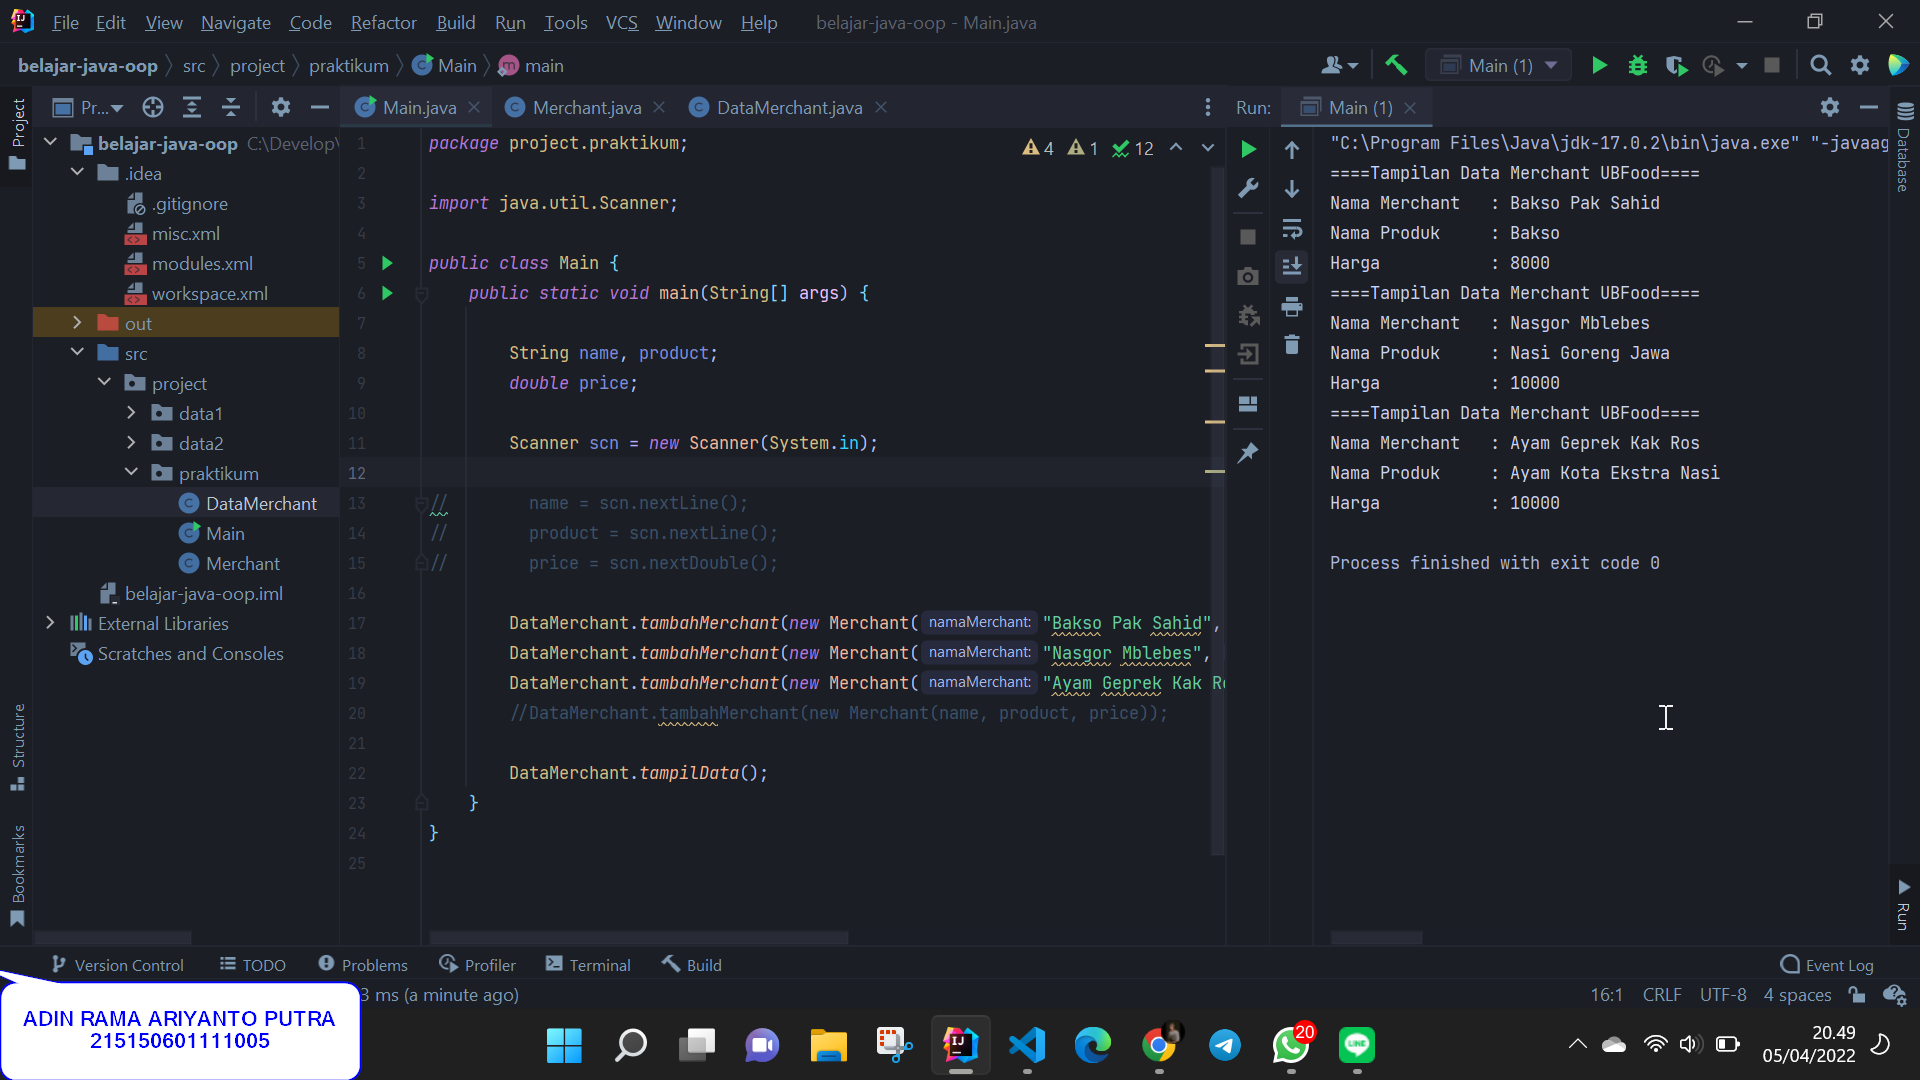 File Edit View Navigate Code Refactor Build Run Tools VCS Window Help belajar-java-oop - Main.java
belajar-java-oop src project praktikum Main main
Main (1)
Project
Pr...
belajar-java-oop C:\Develop\
.idea
.gitignore
misc.xml
modules.xml
workspace.xml
out
src
project
data1
data2
praktikum
DataMerchant
Main
Merchant
belajar-java-oop.iml
External Libraries
Scratches and Consoles
Structure
Bookmarks
Main.java Merchant.java DataMerchant.java
4 1 12
1 package project.praktikum;
2
3 import java.util.Scanner;
4
5 public class Main {
6 public static void main(String[] args) {
7
8 String name, product;
9 double price;
10
11 Scanner scn = new Scanner(System.in);
12
13 // name = scn.nextLine();
14 // product = scn.nextLine();
15 // price = scn.nextDouble();
16
17 DataMerchant.tambahMerchant(new Merchant( namaMerchant: "Bakso Pak Sahid",
18 DataMerchant.tambahMerchant(new Merchant( namaMerchant: "Nasgor Mblebes",
19 DataMerchant.tambahMerchant(new Merchant( namaMerchant: "Ayam Geprek Kak Ro
20 //DataMerchant.tambahMerchant(new Merchant(name, product, price));
21
22 DataMerchant.tampilData();
23 }
24 }
25
Run: Main (1)
"C:\Program Files\Java\jdk-17.0.2\bin\java.exe" "-javaag
====Tampilan Data Merchant UBFood====
Nama Merchant : Bakso Pak Sahid
Nama Produk : Bakso
Harga : 8000
====Tampilan Data Merchant UBFood====
Nama Merchant : Nasgor Mblebes
Nama Produk : Nasi Goreng Jawa
Harga : 10000
====Tampilan Data Merchant UBFood====
Nama Merchant : Ayam Geprek Kak Ros
Nama Produk : Ayam Kota Ekstra Nasi
Harga : 10000
Process finished with exit code 0
Database
Run
Version Control TODO Problems Profiler Terminal Build Event Log
3 ms (a minute ago) 16:1 CRLF UTF-8 4 spaces
ADIN RAMA ARIYANTO PUTRA
215150601111005
IJ
20
LINE
20.49
05/04/2022